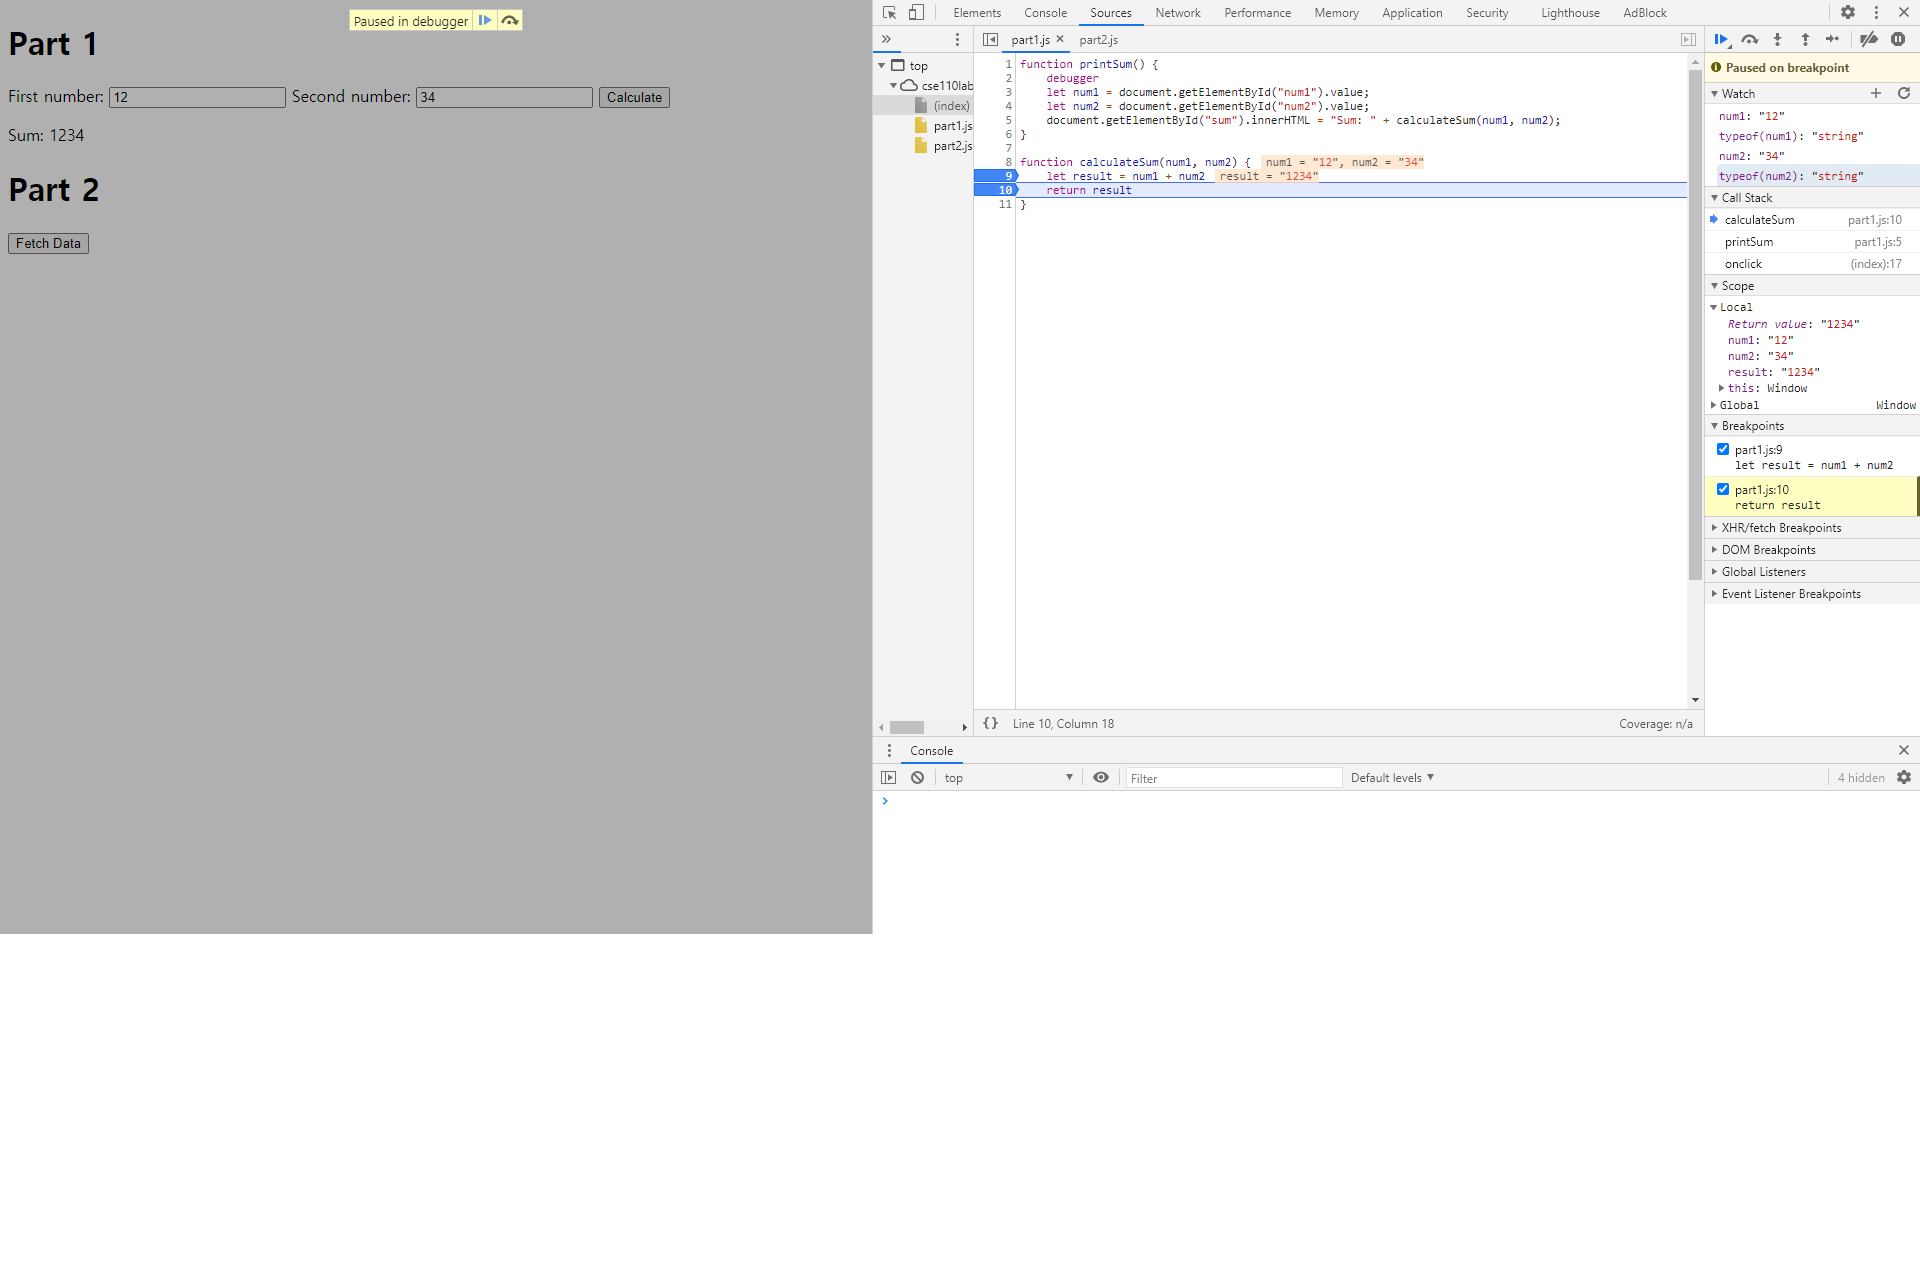 Paused in debugger
Part 1
First number: 12 Second number: 34 Calculate
Sum: 1234
Part 2
Fetch Data
Elements Console Sources Network Performance Memory Application Security Lighthouse AdBlock
top
cse110lab
(index)
part1.js
part2.js
part1.js part2.js
1 function printSum() {
2 debugger
3 let num1 = document.getElementById("num1").value;
4 let num2 = document.getElementById("num2").value;
5 document.getElementById("sum").innerHTML = "Sum: " + calculateSum(num1, num2);
6 }
7
8 function calculateSum(num1, num2) { num1 = "12", num2 = "34"
9 let result = num1 + num2 result = "1234"
10 return result
11 }
{} Line 10, Column 18 Coverage: n/a
Paused on breakpoint
Watch
num1: "12"
typeof(num1): "string"
num2: "34"
typeof(num2): "string"
Call Stack
calculateSum part1.js:10
printSum part1.js:5
onclick (index):17
Scope
Local
Return value: "1234"
num1: "12"
num2: "34"
result: "1234"
this: Window
Global Window
Breakpoints
part1.js:9
let result = num1 + num2
part1.js:10
return result
XHR/fetch Breakpoints
DOM Breakpoints
Global Listeners
Event Listener Breakpoints
Console
top Filter Default levels 4 hidden